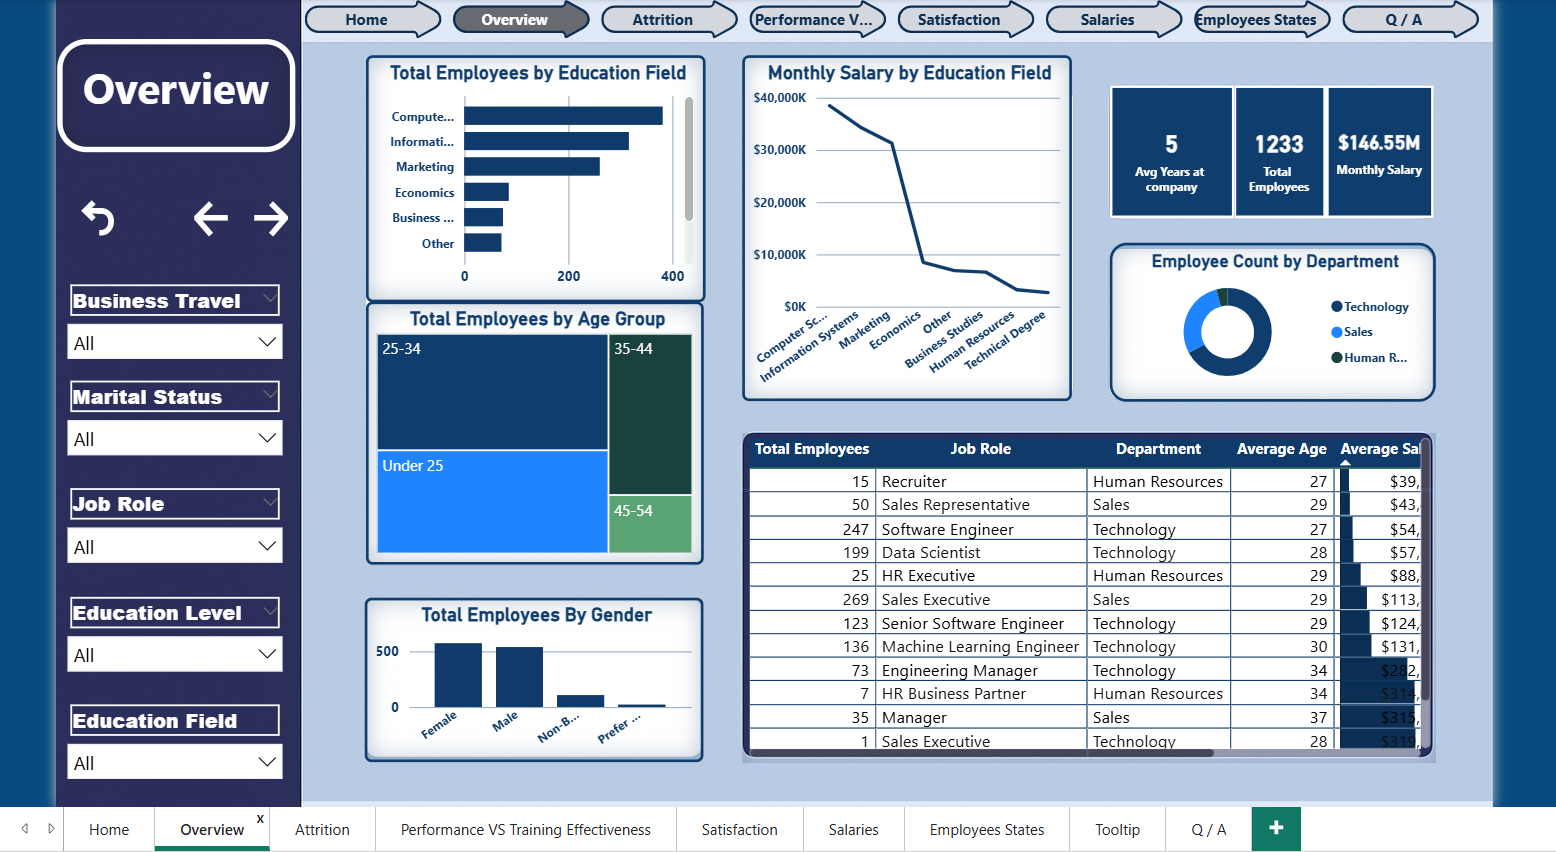 Home
Overview
Attrition
Performance V...
Satisfaction
Salaries
Employees States
Q / A
Overview
Business Travel
All
Marital Status
All
Job Role
All
Education Level
All
Education Field
All
Total Employees by Education Field
Compute...
Informati...
Marketing
Economics
Business ...
Other
0 200 400
Total Employees by Age Group
25-34
35-44
Under 25
45-54
Total Employees By Gender
500
0
Female
Male
Non-B...
Prefer ...
Monthly Salary by Education Field
$40,000K
$30,000K
$20,000K
$10,000K
$0K
Computer Sc...
Information Systems
Marketing
Economics
Other
Business Studies
Human Resources
Technical Degree
5
Avg Years at
company
1233
Total
Employees
$146.55M
Monthly Salary
Employee Count by Department
Technology
Sales
Human R...
Total Employees Job Role Department Average Age Average Sal
15 Recruiter Human Resources 27 $39,
50 Sales Representative Sales 29 $43,
247 Software Engineer Technology 27 $54,
199 Data Scientist Technology 28 $57,
25 HR Executive Human Resources 29 $88,
269 Sales Executive Sales 29 $113,
123 Senior Software Engineer Technology 29 $124,
136 Machine Learning Engineer Technology 30 $131,
73 Engineering Manager Technology 34 $282,
7 HR Business Partner Human Resources 34 $314,
35 Manager Sales 37 $315,
1 Sales Executive Technology 28 $319,
Home
Overview
x
Attrition
Performance VS Training Effectiveness
Satisfaction
Salaries
Employees States
Tooltip
Q / A
+